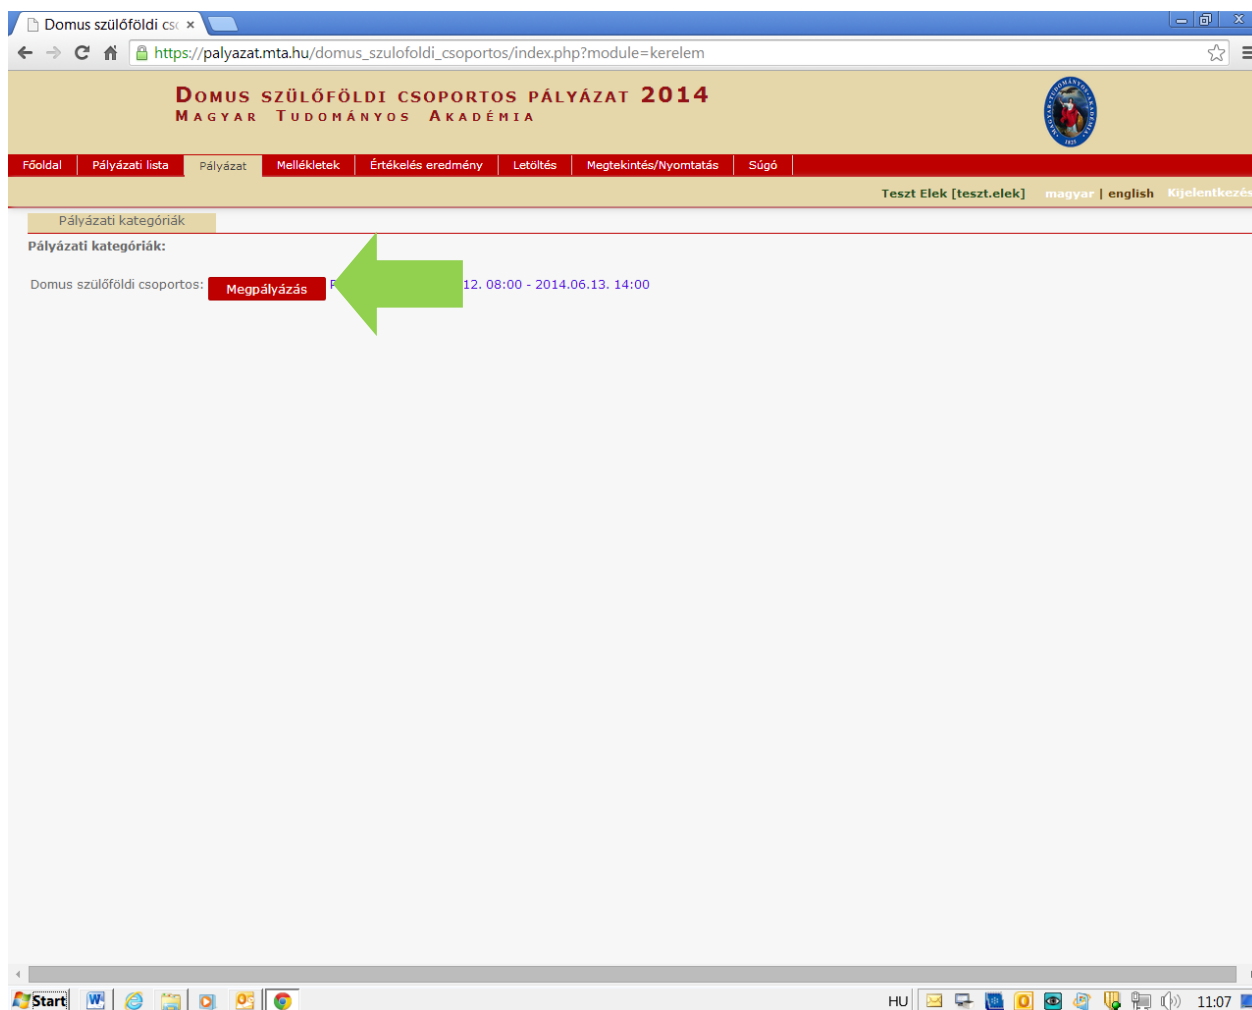 Domus szülőföldi cso
https://palyazat.mta.hu/domus_szulofoldi_csoportos/index.php?module=kerelem
Domus szülőföldi csoportos pályázat 2014
Magyar Tudományos Akadémia
Főoldal Pályázati lista Pályázat Mellékletek Értékelés eredmény Letöltés Megtekintés/Nyomtatás Súgó
Teszt Elek [teszt.elek] magyar | english Kijelentkezés
Pályázati kategóriák
Pályázati kategóriák:
Domus szülőföldi csoportos: Megpályázás 12. 08:00 - 2014.06.13. 14:00
Start HU 11:07